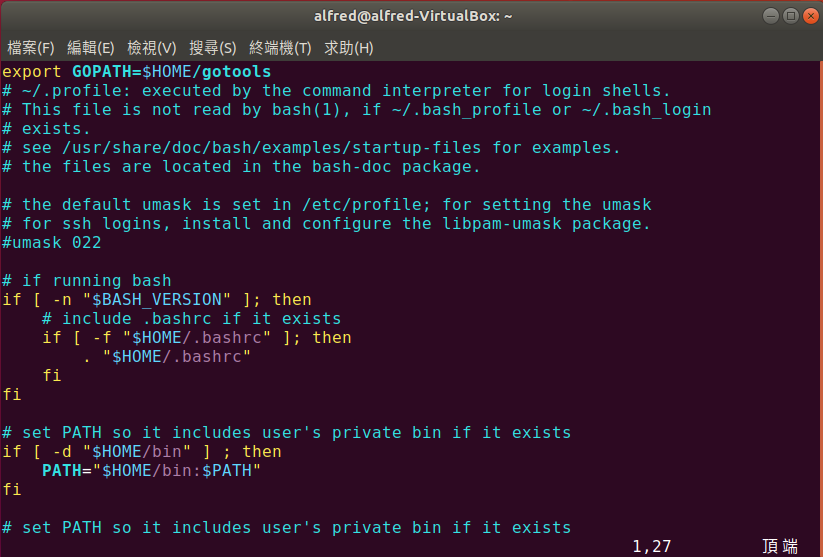 alfred@alfred-VirtualBox: ~
檔案(F) 編輯(E) 檢視(V) 搜尋(S) 終端機(T) 求助(H)
export GOPATH=$HOME/gotools
# ~/.profile: executed by the command interpreter for login shells.
# This file is not read by bash(1), if ~/.bash_profile or ~/.bash_login
# exists.
# see /usr/share/doc/bash/examples/startup-files for examples.
# the files are located in the bash-doc package.

# the default umask is set in /etc/profile; for setting the umask
# for ssh logins, install and configure the libpam-umask package.
#umask 022

# if running bash
if [ -n "$BASH_VERSION" ]; then
    # include .bashrc if it exists
    if [ -f "$HOME/.bashrc" ]; then
        . "$HOME/.bashrc"
    fi
fi

# set PATH so it includes user's private bin if it exists
if [ -d "$HOME/bin" ] ; then
    PATH="$HOME/bin:$PATH"
fi

# set PATH so it includes user's private bin if it exists
1,27 頂端